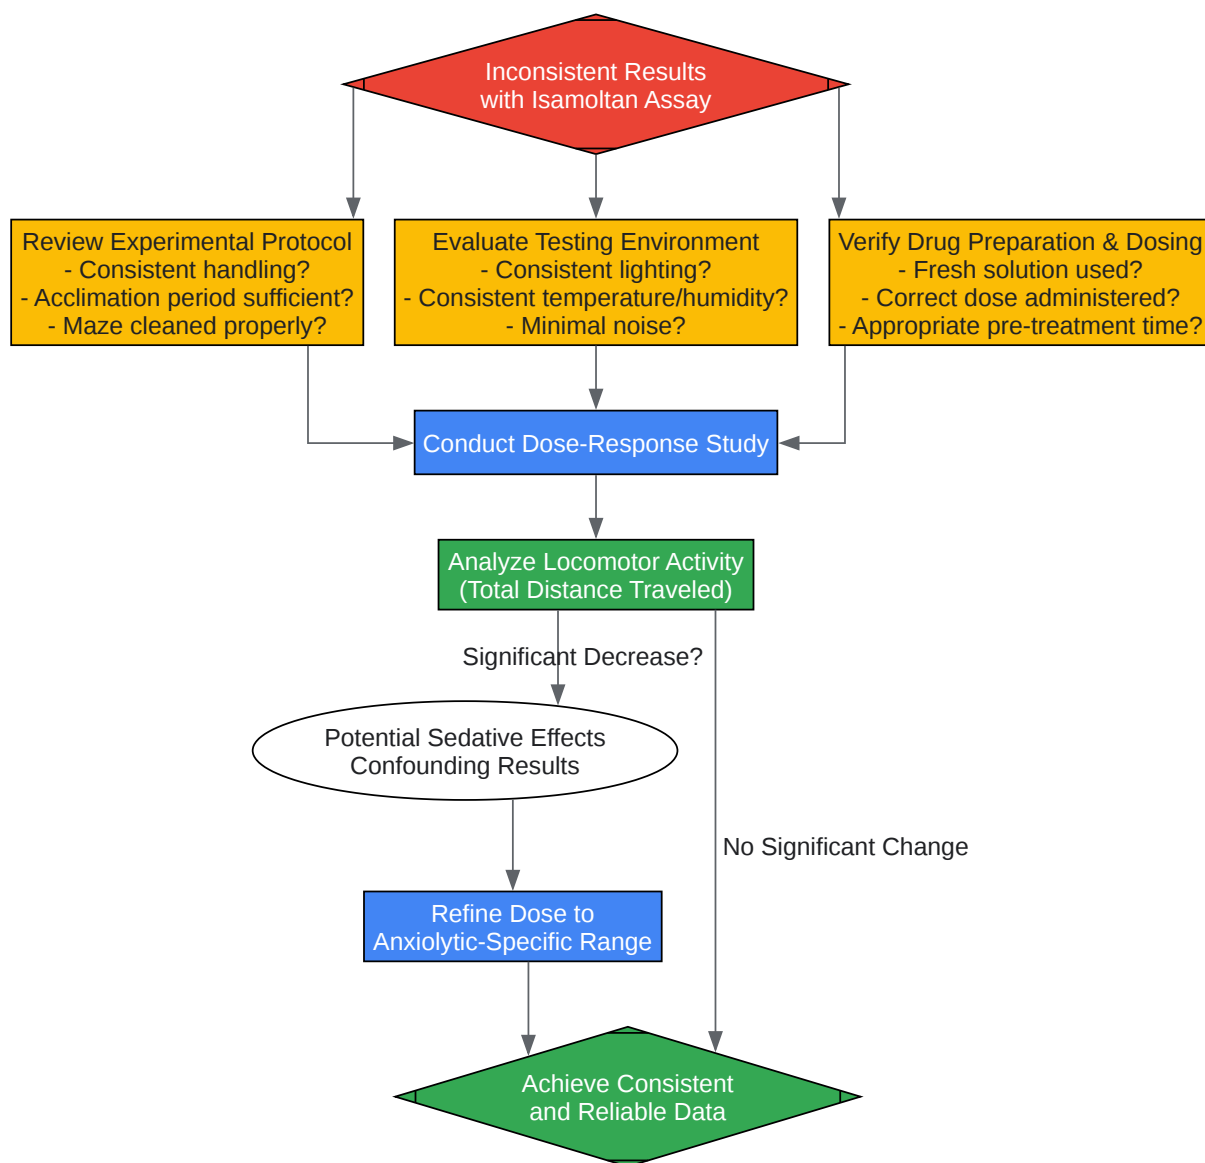 Inconsistent Results
with Isamoltan Assay
Review Experimental Protocol
- Consistent handling?
- Acclimation period sufficient?
- Maze cleaned properly?
Evaluate Testing Environment
- Consistent lighting?
- Consistent temperature/humidity?
- Minimal noise?
Verify Drug Preparation & Dosing
- Fresh solution used?
- Correct dose administered?
- Appropriate pre-treatment time?
Conduct Dose-Response Study
Analyze Locomotor Activity
(Total Distance Traveled)
Significant Decrease?
Potential Sedative Effects
Confounding Results
No Significant Change
Refine Dose to
Anxiolytic-Specific Range
Achieve Consistent
and Reliable Data